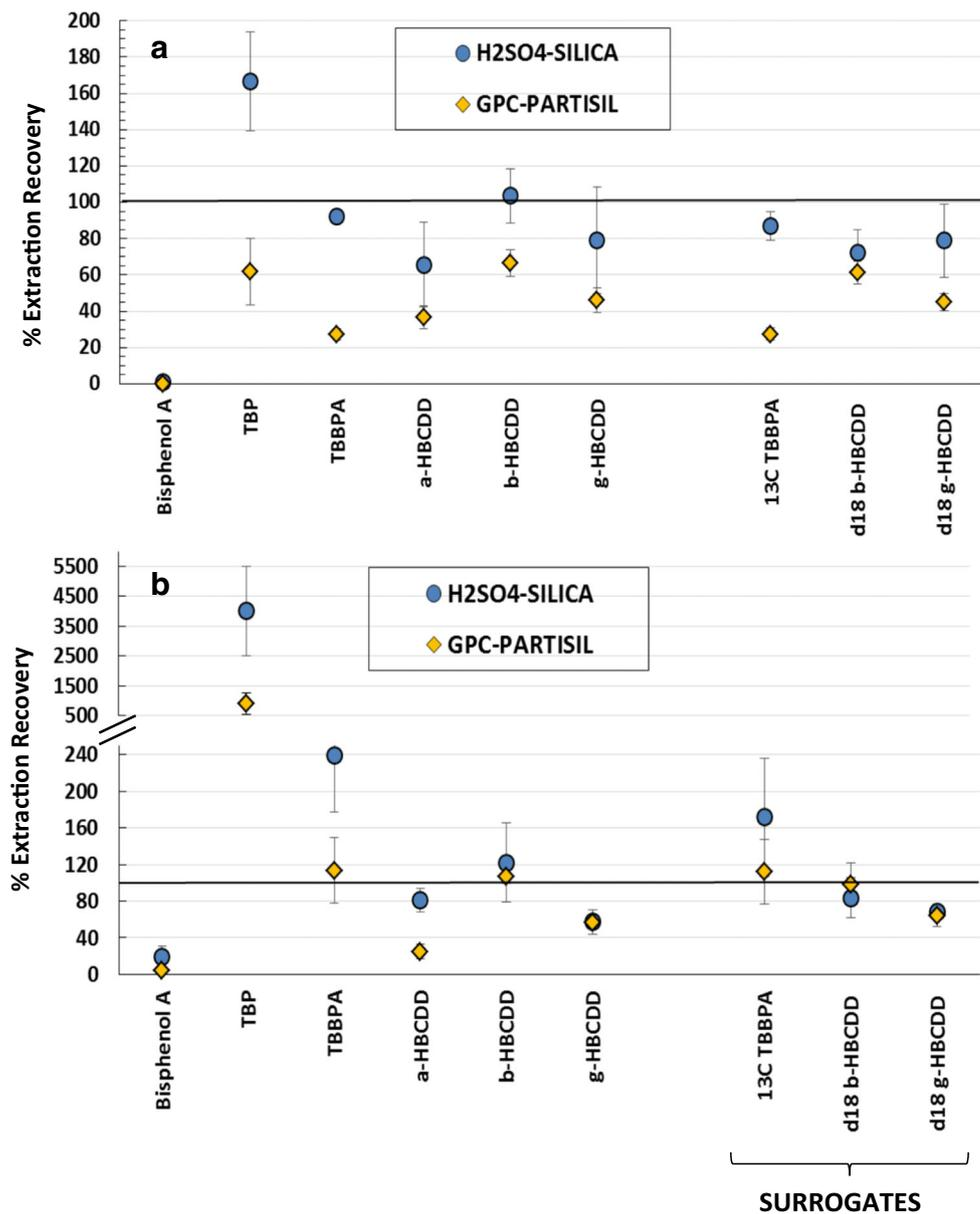 a
H2SO4-SILICA
GPC-PARTISIL
% Extraction Recovery
200
180
160
140
120
100
80
60
40
20
0
Bisphenol A
TBP
TBBPA
a-HBCDD
b-HBCDD
g-HBCDD
13C TBBPA
d18 b-HBCDD
d18 g-HBCDD
b
H2SO4-SILICA
GPC-PARTISIL
% Extraction Recovery
5500
4500
3500
2500
1500
500
240
200
160
120
80
40
0
Bisphenol A
TBP
TBBPA
a-HBCDD
b-HBCDD
g-HBCDD
13C TBBPA
d18 b-HBCDD
d18 g-HBCDD
SURROGATES